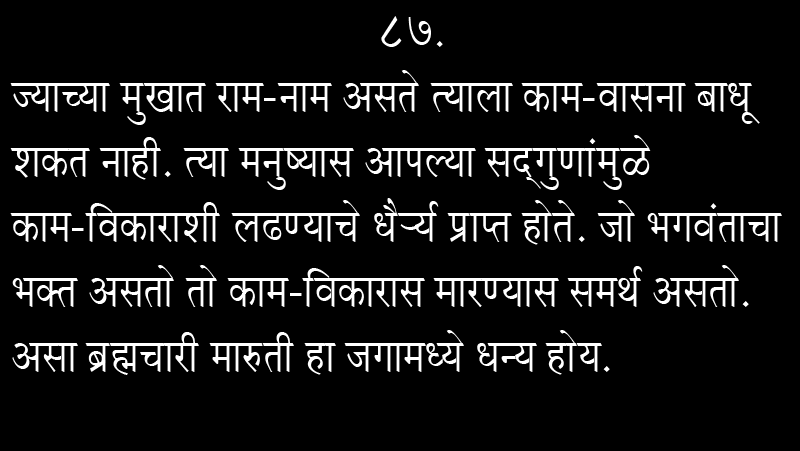 ८७.
ज्याच्या मुखात राम-नाम असते त्याला काम-वासना बाधू
शकत नाही. त्या मनुष्यास आपल्या सद्‌गुणांमुळे
काम-विकाराशी लढण्याचे धैर्‍य प्राप्त होते. जो भगवंताचा
भक्त असतो तो काम-विकारास मारण्यास समर्थ असतो.
असा ब्रह्मचारी मारुती हा जगामध्ये धन्य होय.